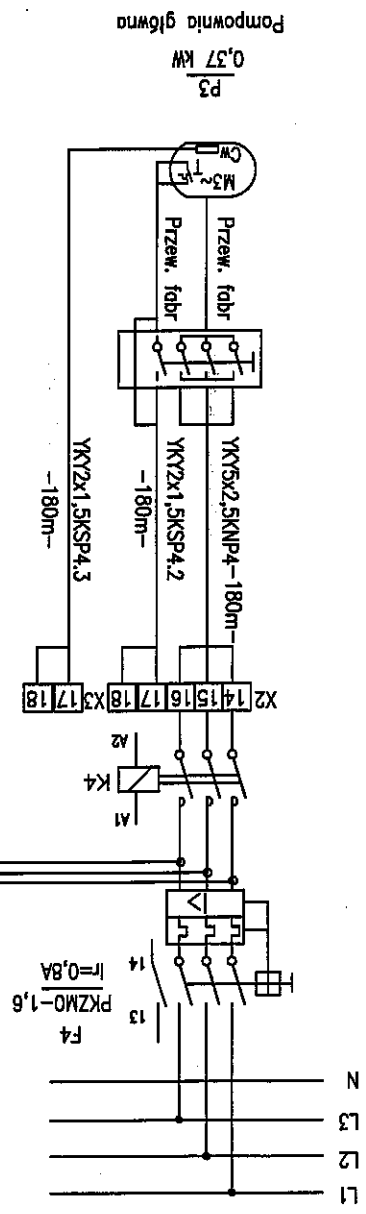 L1
L2
L3
N
F4
PKZM0-1,6
Ir=0,8A
13
14
I>
A1
A2
K4
X2
14
15
16
17
18
X3
17
18
YKY5x2,5KNP4-180m-
YKY2x1,5KSP4.2
-180m-
YKY2x1,5KSP4.3
-180m-
Przew. fabr
Przew. fabr
M3~
T
Cw
P3
0,37 kW
Pompownia główna